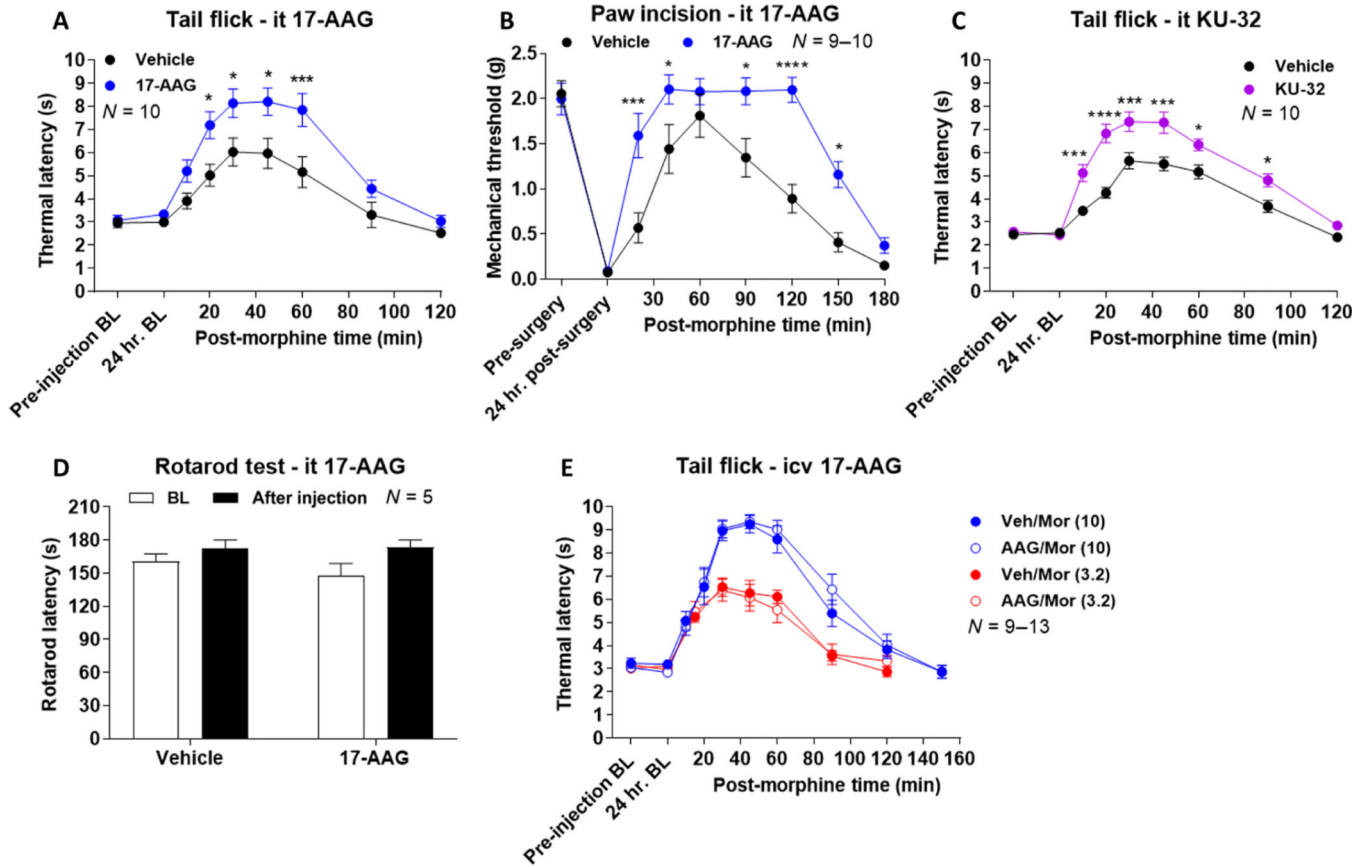 A
Tail flick - it 17-AAG
Vehicle
17-AAG
N = 10
* * * ***
Thermal latency (s)
10
9
8
7
6
5
4
3
2
1
0
20 40 60 80 100 120
Pre-injection BL
24 hr. BL
Post-morphine time (min)
B
Paw incision - it 17-AAG
Vehicle 17-AAG N = 9–10
*** * * **** *
Mechanical threshold (g)
2.5
2.0
1.5
1.0
0.5
0.0
30 60 90 120 150 180
Pre-surgery
24 hr. post-surgery
Post-morphine time (min)
C
Tail flick - it KU-32
Vehicle
KU-32
N = 10
*** **** *** *** * *
Thermal latency (s)
10
9
8
7
6
5
4
3
2
1
0
20 40 60 80 100 120
Pre-injection BL
24 hr. BL
Post-morphine time (min)
D
Rotarod test - it 17-AAG
BL After injection N = 5
Rotarod latency (s)
210
180
150
120
90
60
30
0
Vehicle 17-AAG
E
Tail flick - icv 17-AAG
Thermal latency (s)
10
9
8
7
6
5
4
3
2
1
0
20 40 60 80 100 120 140 160
Pre-injection BL
24 hr. BL
Post-morphine time (min)
Veh/Mor (10)
AAG/Mor (10)
Veh/Mor (3.2)
AAG/Mor (3.2)
N = 9–13